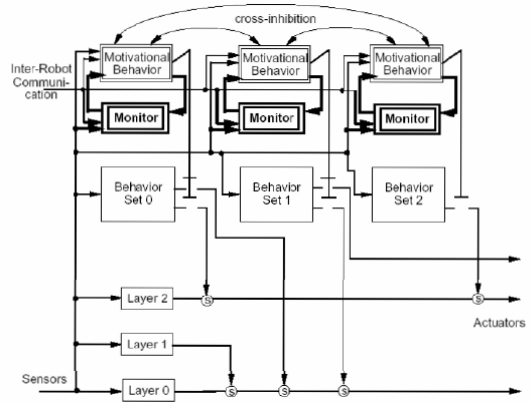 cross-inhibition
Motivational
Behavior
Motivational
Behavior
Motivational
Behavior
Inter-Robot
Communi-
cation
Monitor
Monitor
Monitor
Behavior
Set 0
Behavior
Set 1
Behavior
Set 2
Layer 2
S
S
Actuators
Layer 1
Sensors
Layer 0
S
S
S